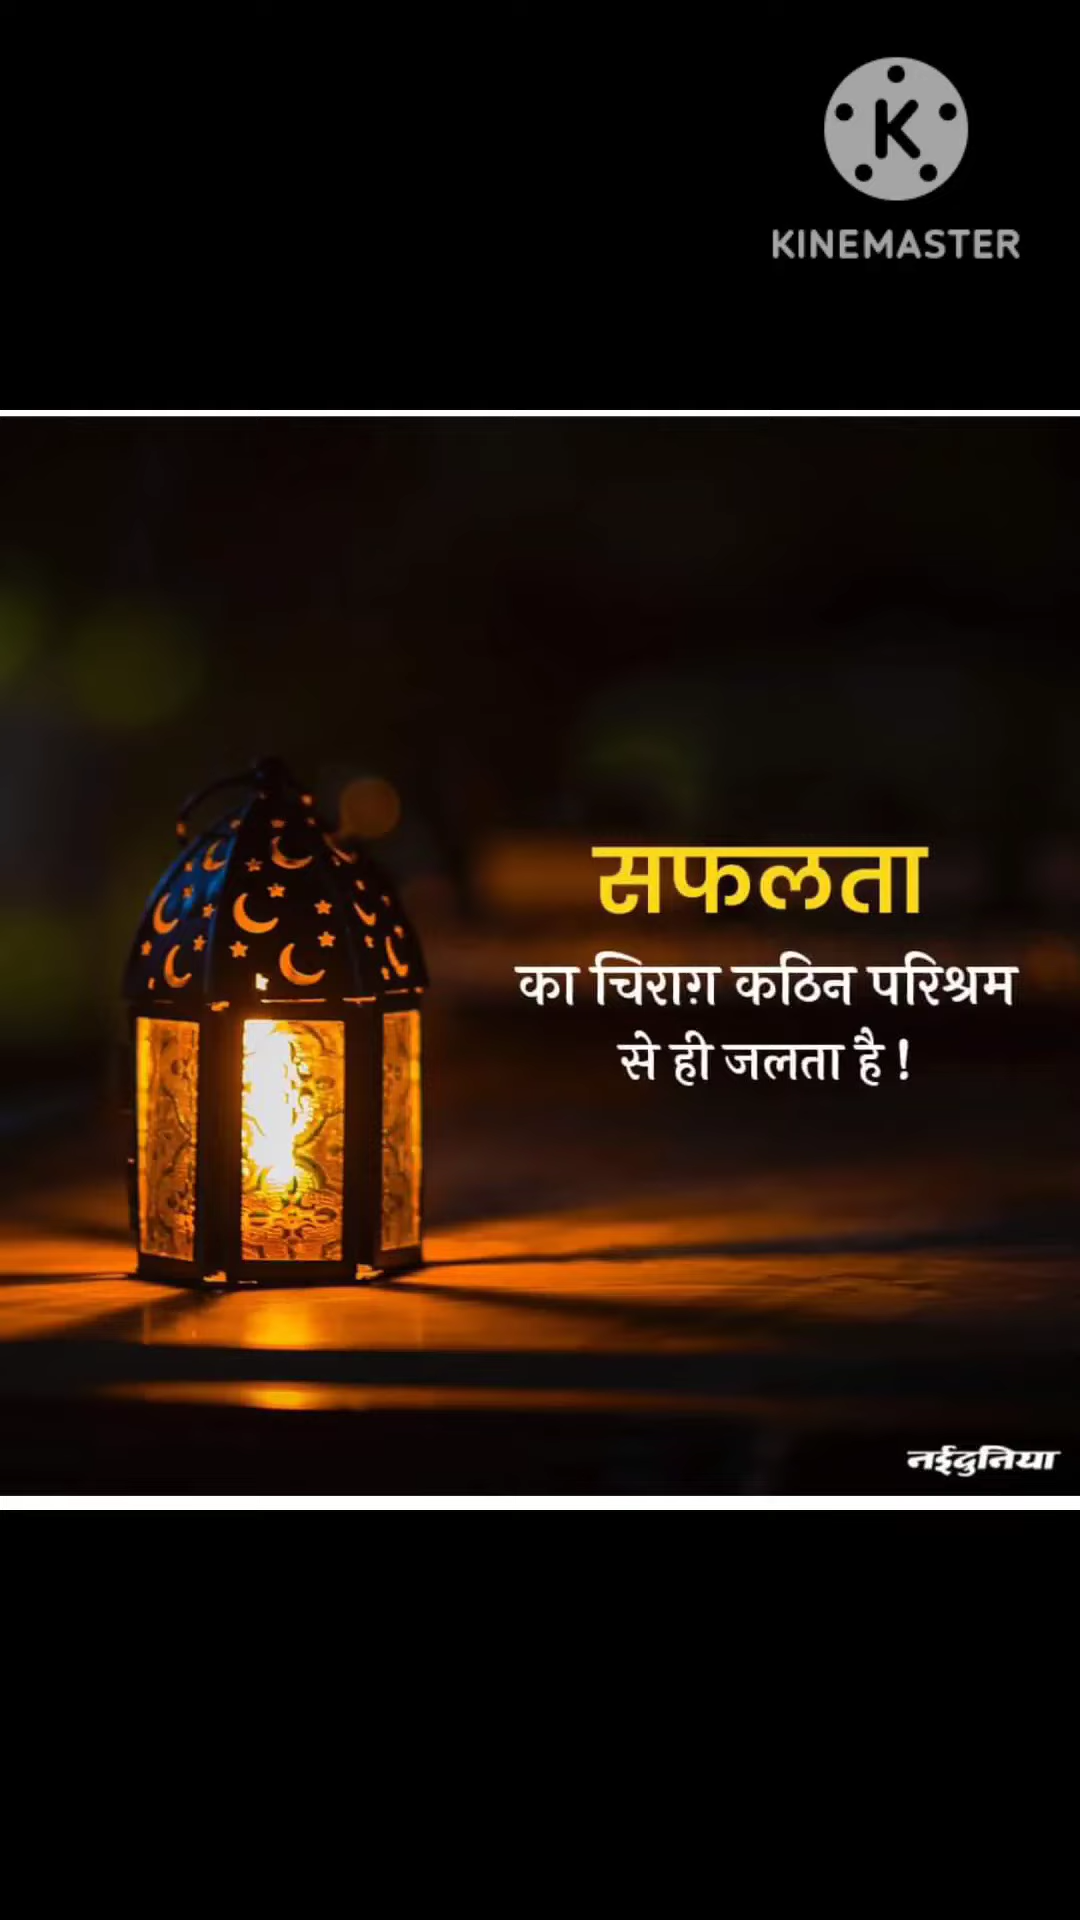 K
KINEMASTER
सफलता
का चिराग़ कठिन परिश्रम
से ही जलता है !
नईदुनिया